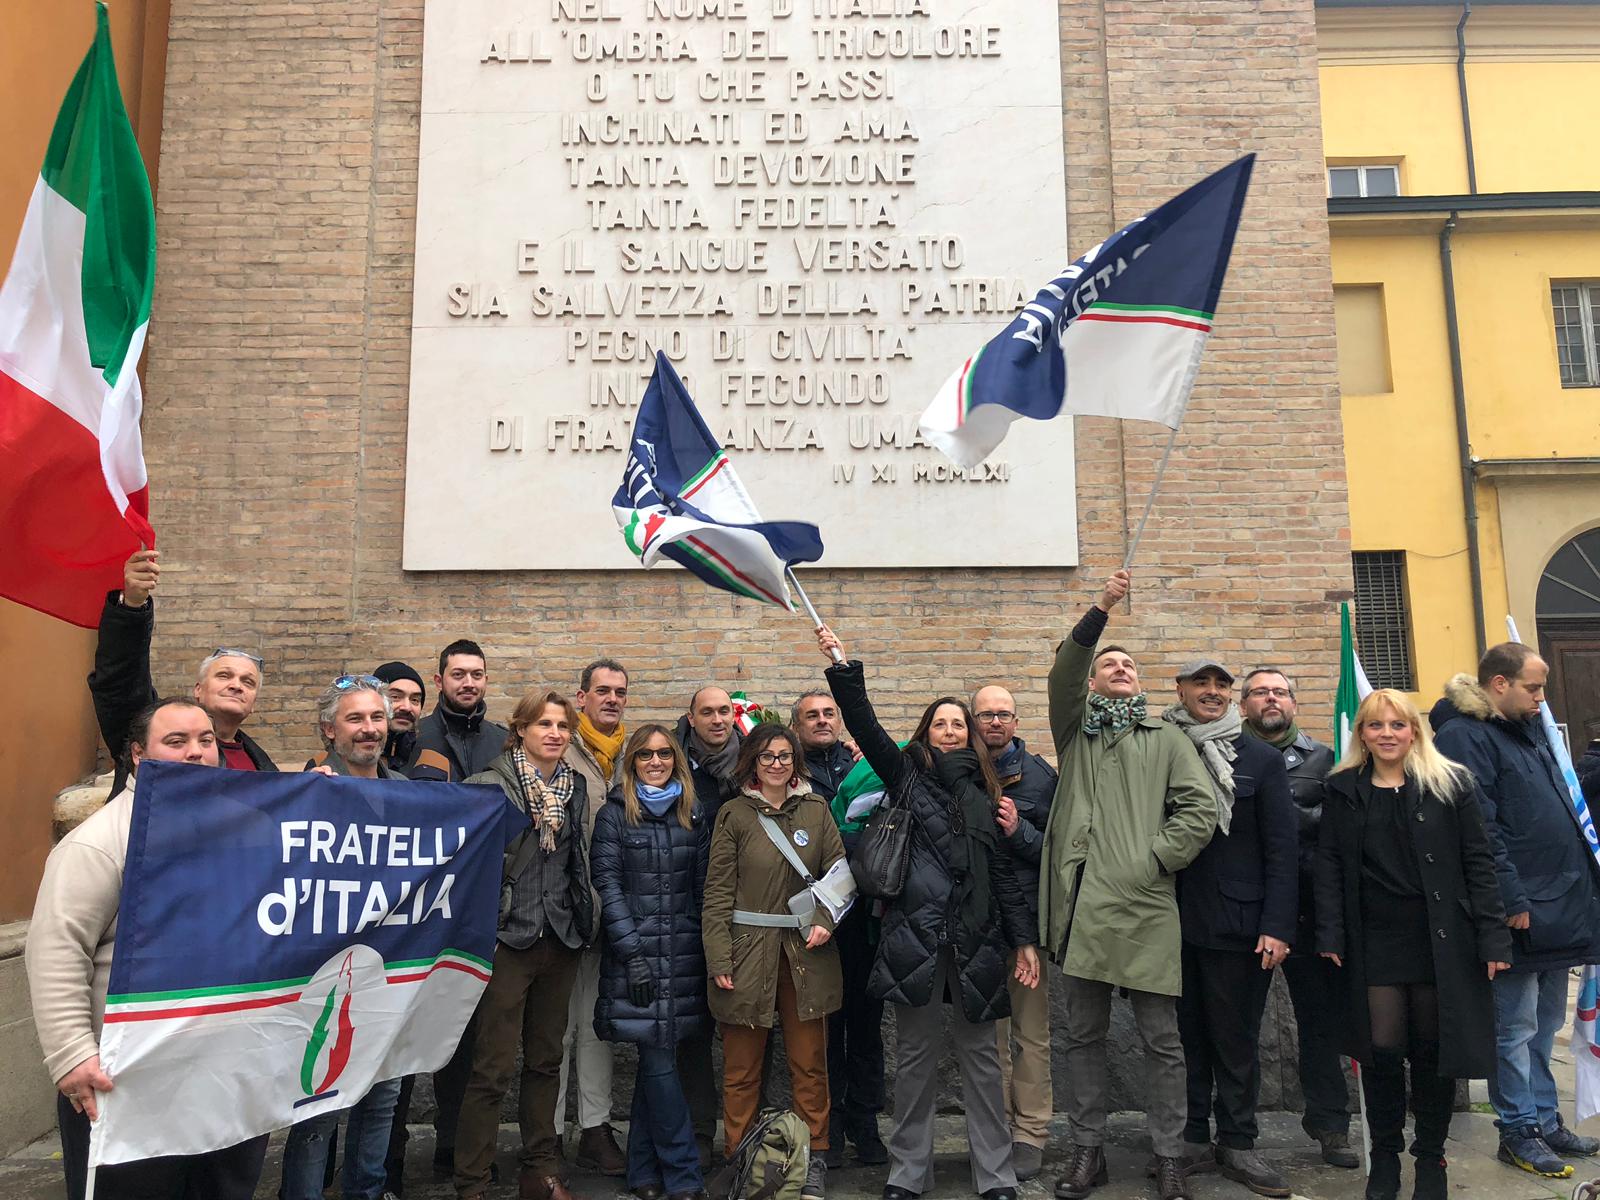 NEL NOME D'ITALIA
ALL'OMBRA DEL TRICOLORE
O TU CHE PASSI
INCHINATI ED AMA
TANTA DEVOZIONE
TANTA FEDELTA'
E IL SANGUE VERSATO
SIA SALVEZZA DELLA PATRIA
PEGNO DI CIVILTA'
FECONDO
DI
IV XI MCMLXI
FRATELLI
d'ITALIA